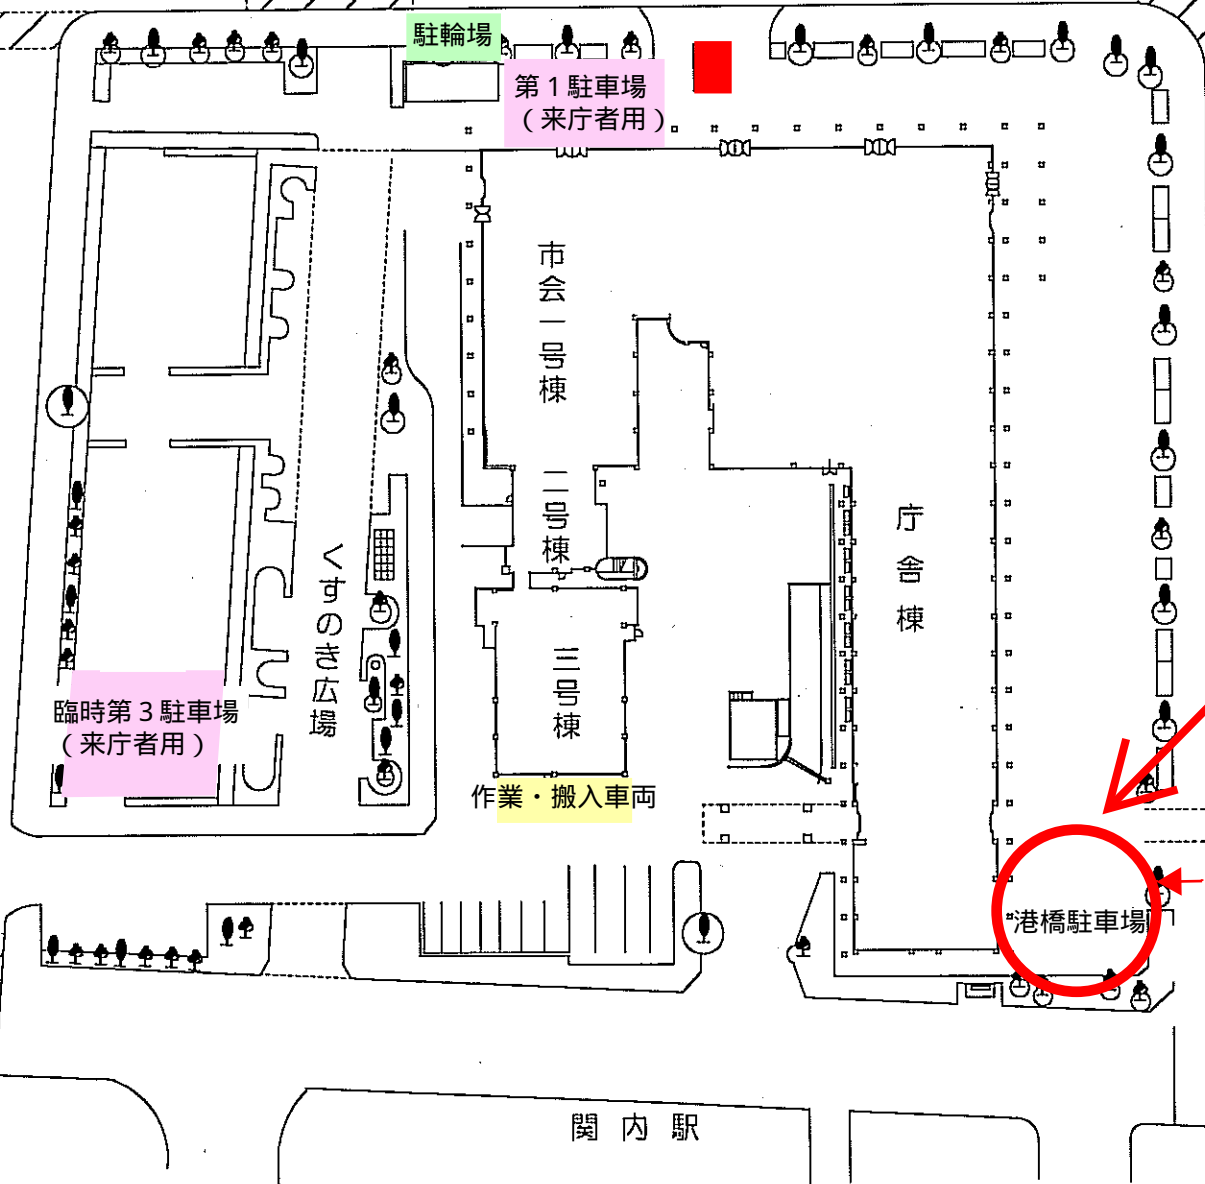 駐輪場
第１駐車場
（来庁者用）
市会一号棟
二号棟
三号棟
庁舎棟
くすのき広場
臨時第３駐車場
（来庁者用）
作業・搬入車両
港橋駐車場
関内駅